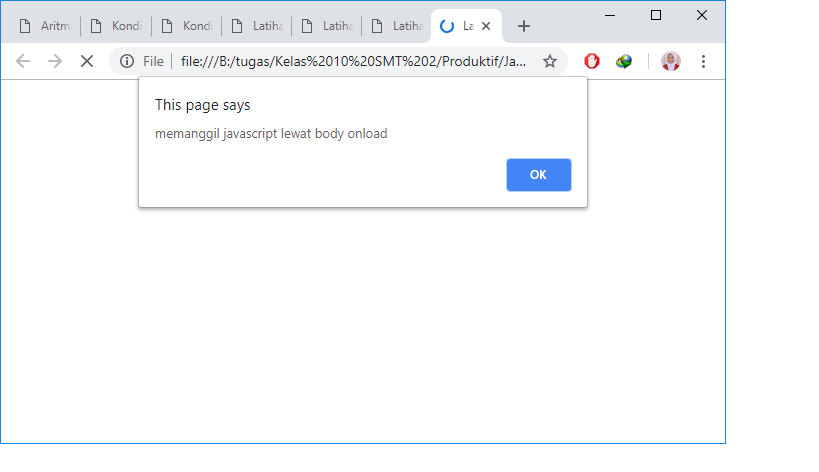 Aritm Kondi Kondi Latiha Latiha Latiha La
File file:///B:/tugas/Kelas%2010%20SMT%202/Produktif/Ja...
This page says
memanggil javascript lewat body onload
OK